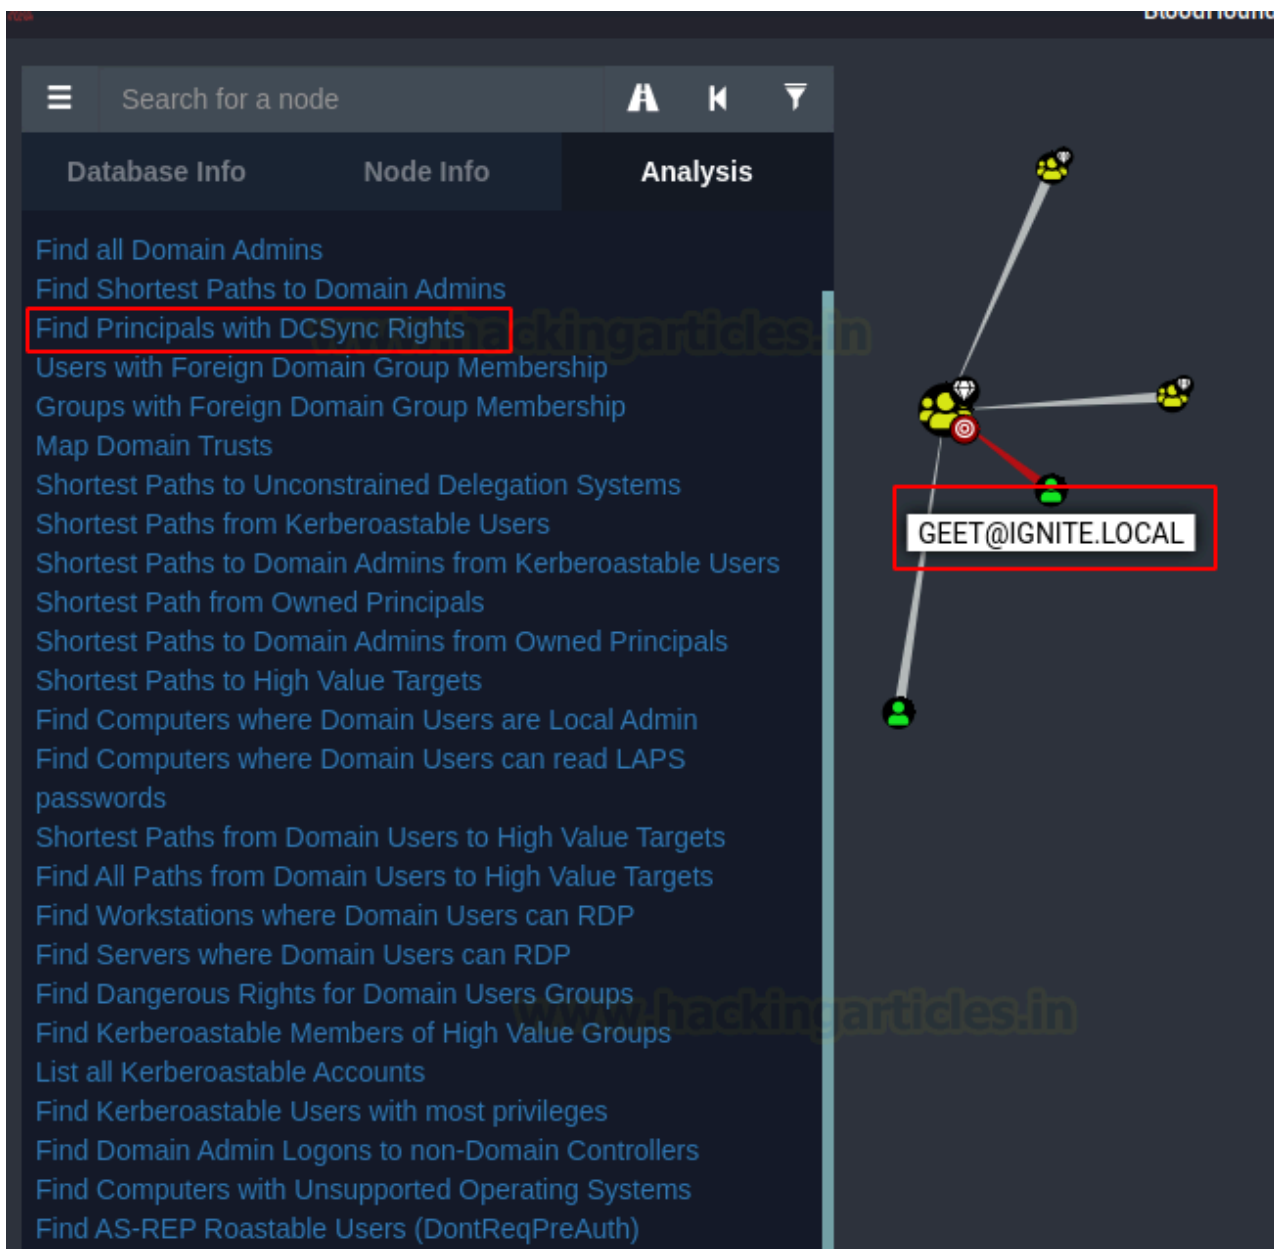 BloodHound
Search for a node
Database Info
Node Info
Analysis
Find all Domain Admins
Find Shortest Paths to Domain Admins
Find Principals with DCSync Rights
Users with Foreign Domain Group Membership
Groups with Foreign Domain Group Membership
Map Domain Trusts
Shortest Paths to Unconstrained Delegation Systems
Shortest Paths from Kerberoastable Users
Shortest Paths to Domain Admins from Kerberoastable Users
Shortest Path from Owned Principals
Shortest Paths to Domain Admins from Owned Principals
Shortest Paths to High Value Targets
Find Computers where Domain Users are Local Admin
Find Computers where Domain Users can read LAPS
passwords
Shortest Paths from Domain Users to High Value Targets
Find All Paths from Domain Users to High Value Targets
Find Workstations where Domain Users can RDP
Find Servers where Domain Users can RDP
Find Dangerous Rights for Domain Users Groups
Find Kerberoastable Members of High Value Groups
List all Kerberoastable Accounts
Find Kerberoastable Users with most privileges
Find Domain Admin Logons to non-Domain Controllers
Find Computers with Unsupported Operating Systems
Find AS-REP Roastable Users (DontReqPreAuth)
GEET@IGNITE.LOCAL
www.hackingarticles.in
www.hackingarticles.in